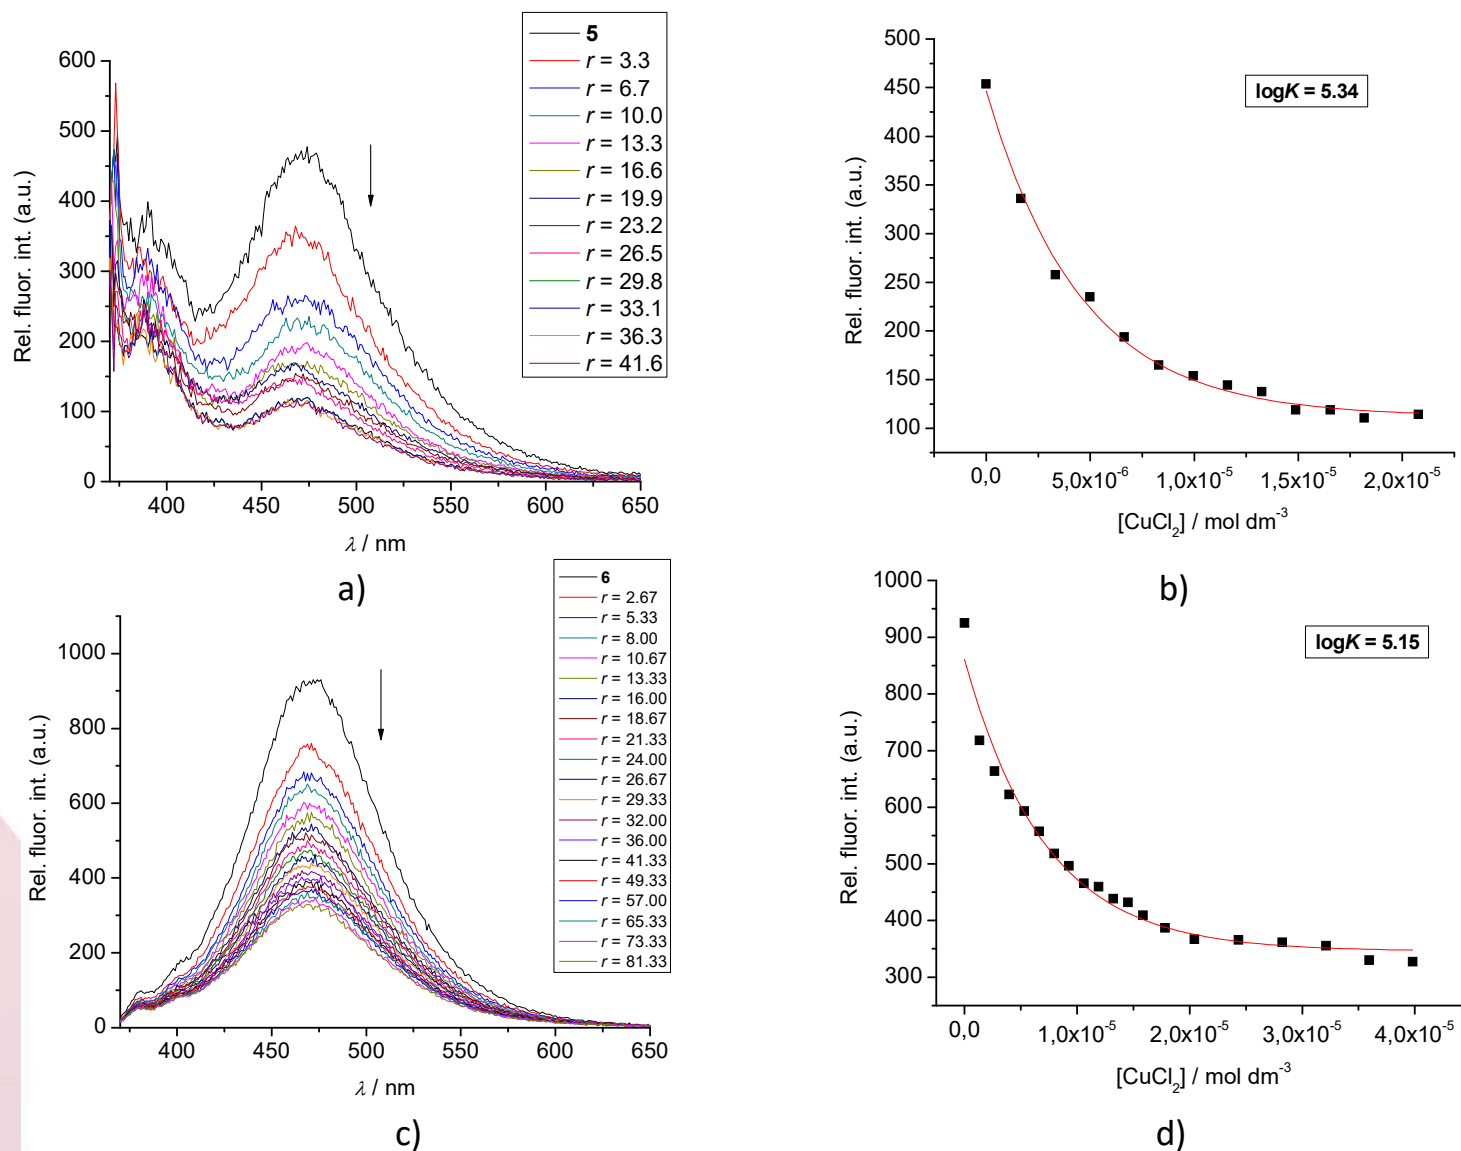 600
500
400
300
200
100
0
400
450
500
550
600
650
Rel. fluor. int. (a.u.)
λ / nm
5
r = 3.3
r = 6.7
r = 10.0
r = 13.3
r = 16.6
r = 19.9
r = 23.2
r = 26.5
r = 29.8
r = 33.1
r = 36.3
r = 41.6
a)
500
450
400
350
300
250
200
150
100
0,0
5,0x10⁻⁶
1,0x10⁻⁵
1,5x10⁻⁵
2,0x10⁻⁵
Rel. fluor. int. (a.u.)
[CuCl₂] / mol dm⁻³
logK = 5.34
b)
1000
800
600
400
200
0
400
450
500
550
600
650
Rel. fluor. int. (a.u.)
λ / nm
6
r = 2.67
r = 5.33
r = 8.00
r = 10.67
r = 13.33
r = 16.00
r = 18.67
r = 21.33
r = 24.00
r = 26.67
r = 29.33
r = 32.00
r = 36.00
r = 41.33
r = 49.33
r = 57.00
r = 65.33
r = 73.33
r = 81.33
c)
1000
900
800
700
600
500
400
300
0,0
1,0x10⁻⁵
2,0x10⁻⁵
3,0x10⁻⁵
4,0x10⁻⁵
Rel. fluor. int. (a.u.)
[CuCl₂] / mol dm⁻³
logK = 5.15
d)